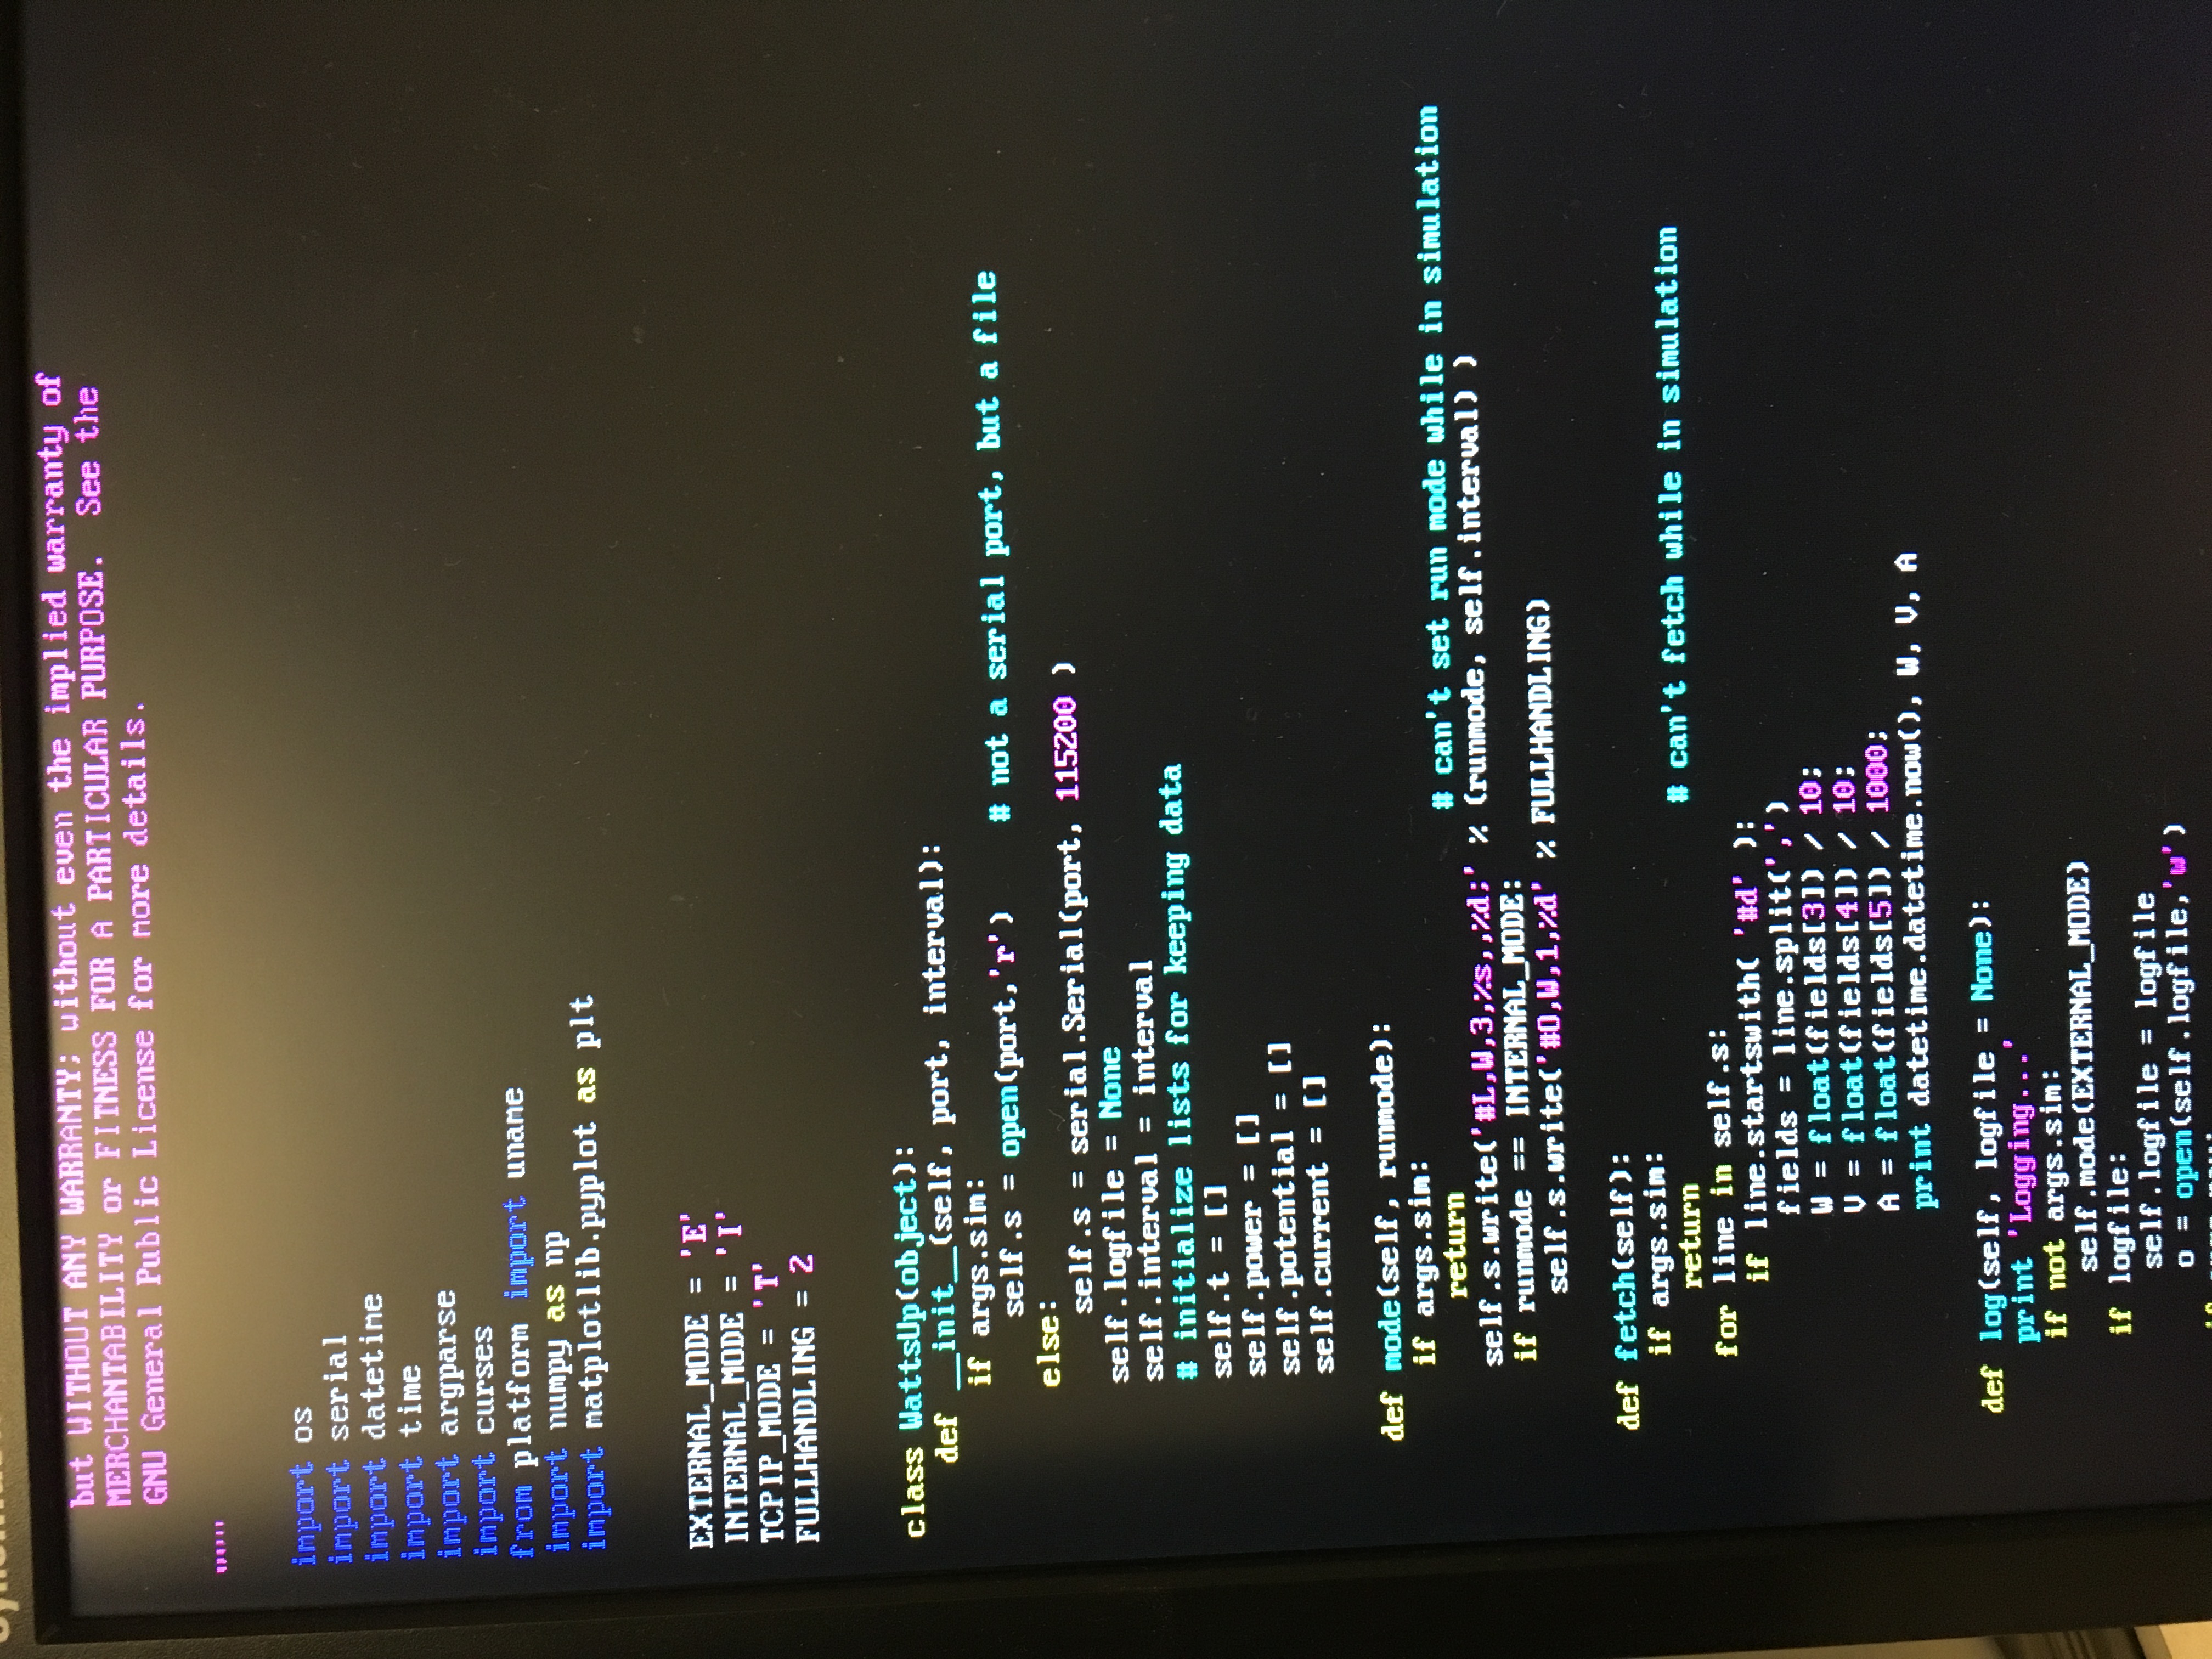 but WITHOUT ANY WARRANTY; without even the implied warranty of
MERCHANTABILITY or FITNESS FOR A PARTICULAR PURPOSE.  See the
GNU General Public License for more details.
"""
import os
import serial
import datetime
import time
import argparse
import curses
from platform import uname
import numpy as np
import matplotlib.pyplot as plt
EXTERNAL_MODE = 'E'
INTERNAL_MODE = 'I'
TCPIP_MODE = 'T'
FULLHANDLING = 2
class WattsUp(object):
    def __init__(self, port, interval):
        if args.sim:
            self.s = open(port,'r')     # not a serial port, but a file
        else:
            self.s = serial.Serial(port, 115200 )
        self.logfile = None
        self.interval = interval
        # initialize lists for keeping data
        self.t = []
        self.power = []
        self.potential = []
        self.current = []
    def mode(self, runmode):
        if args.sim:
            return                      # can't set run mode while in simulation
        self.s.write('#L,W,3,%s,,%d;' % (runmode, self.interval) )
        if runmode == INTERNAL_MODE:
            self.s.write('#O,W,1,%d' % FULLHANDLING)
    def fetch(self):
        if args.sim:
            return                      # can't fetch while in simulation
        for line in self.s:
            if line.startswith( '#d' ):
                fields = line.split(',')
                W = float(fields[3]) / 10;
                V = float(fields[4]) / 10;
                A = float(fields[5]) / 1000;
                print datetime.datetime.now(), W, V, A
    def log(self, logfile = None):
        print 'Logging...'
        if not args.sim:
            self.mode(EXTERNAL_MODE)
        if logfile:
            self.logfile = logfile
            o = open(self.logfile,'w')